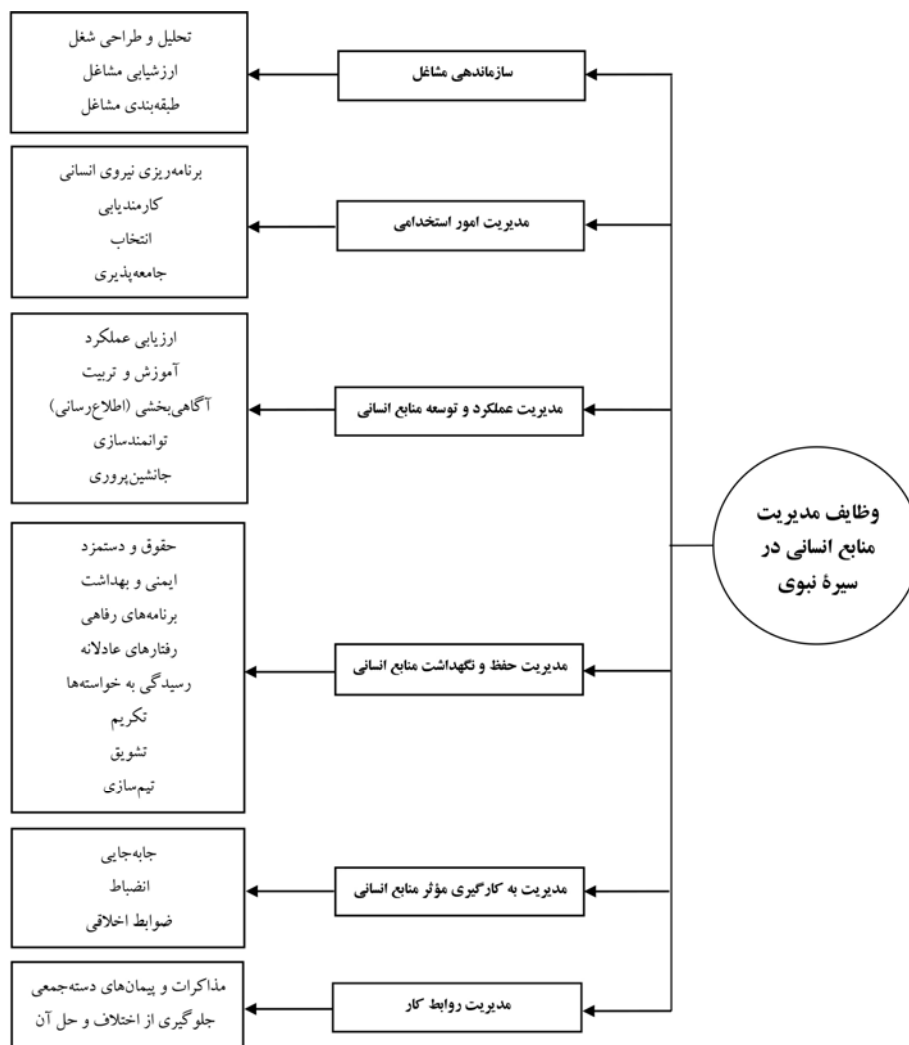 وظایف مدیریت
منابع انسانی در
سیرهٔ نبوی
سازماندهی مشاغل
تحلیل و طراحی شغل
ارزشیابی مشاغل
طبقه‌بندی مشاغل
مدیریت امور استخدامی
برنامه‌ریزی نیروی انسانی
کارمندیابی
انتخاب
جامعه‌پذیری
مدیریت عملکرد و توسعه منابع انسانی
ارزیابی عملکرد
آموزش و تربیت
آگاهی‌بخشی (اطلاع‌رسانی)
توانمندسازی
جانشین‌پروری
مدیریت حفظ و نگهداشت منابع انسانی
حقوق و دستمزد
ایمنی و بهداشت
برنامه‌های رفاهی
رفتارهای عادلانه
رسیدگی به خواسته‌ها
تکریم
تشویق
تیم‌سازی
مدیریت به کارگیری مؤثر منابع انسانی
جابه‌جایی
انضباط
ضوابط اخلاقی
مدیریت روابط کار
مذاکرات و پیمان‌های دسته‌جمعی
جلوگیری از اختلاف و حل آن